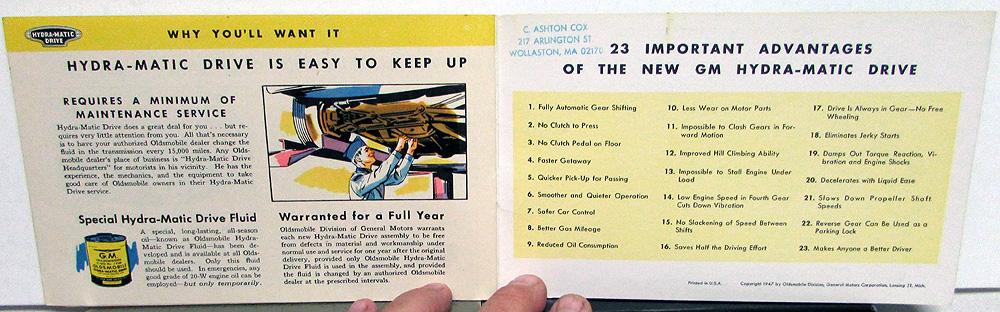 HYDRA-MATIC
DRIVE
WHY YOU'LL WANT IT
HYDRA-MATIC DRIVE IS EASY TO KEEP UP
REQUIRES A MINIMUM OF
MAINTENANCE SERVICE
Hydra-Matic Drive does a great deal for you . . . but re-
quires very little attention from you. All that's necessary
is to have your authorized Oldsmobile dealer change the
fluid in the transmission every 15,000 miles. Any Olds-
mobile dealer's place of business is "Hydra-Matic Drive
Headquarters" for motorists in his vicinity. He has the
experience, the mechanics, and the equipment to take
good care of Oldsmobile owners in their Hydra-Matic
Drive service.
Special Hydra-Matic Drive Fluid
A special, long-lasting, all-season
oil—known as Oldsmobile Hydra-
Matic Drive Fluid—has been de-
veloped and is available at all Olds-
mobile dealers. Only this fluid
should be used. In emergencies, any
good grade of 20-W engine oil can be
employed—but only temporarily.
GM
OLDSMOBILE
Warranted for a Full Year
Oldsmobile Division of General Motors warrants
each new Hydra-Matic Drive assembly to be free
from defects in material and workmanship under
normal use and service for one year after the original
delivery, provided only Oldsmobile Hydra-Matic
Drive Fluid is used in the assembly, and provided
the fluid is changed by an authorized Oldsmobile
dealer at the prescribed intervals.
C. ASHTON COX
217 ARLINGTON ST.
WOLLASTON, MA 02170
23 IMPORTANT ADVANTAGES
OF THE NEW GM HYDRA-MATIC DRIVE
1. Fully Automatic Gear Shifting
2. No Clutch to Press
3. No Clutch Pedal on Floor
4. Faster Getaway
5. Quicker Pick-Up for Passing
6. Smoother and Quieter Operation
7. Safer Car Control
8. Better Gas Mileage
9. Reduced Oil Consumption
10. Less Wear on Motor Parts
11. Impossible to Clash Gears in For-
ward Motion
12. Improved Hill Climbing Ability
13. Impossible to Stall Engine Under
Load
14. Low Engine Speed in Fourth Gear
Cuts Down Vibration
15. No Slackening of Speed Between
Shifts
16. Saves Half the Driving Effort
17. Drive Is Always in Gear—No Free
Wheeling
18. Eliminates Jerky Starts
19. Damps Out Torque Reaction, Vi-
bration and Engine Shocks
20. Decelerates with Liquid Ease
21. Slows Down Propeller Shaft
Speeds
22. Reverse Gear Can Be Used as a
Parking Lock
23. Makes Anyone a Better Driver
Printed in U.S.A. Copyright 1947 by Oldsmobile Division, General Motors Corporation, Lansing 21, Mich.